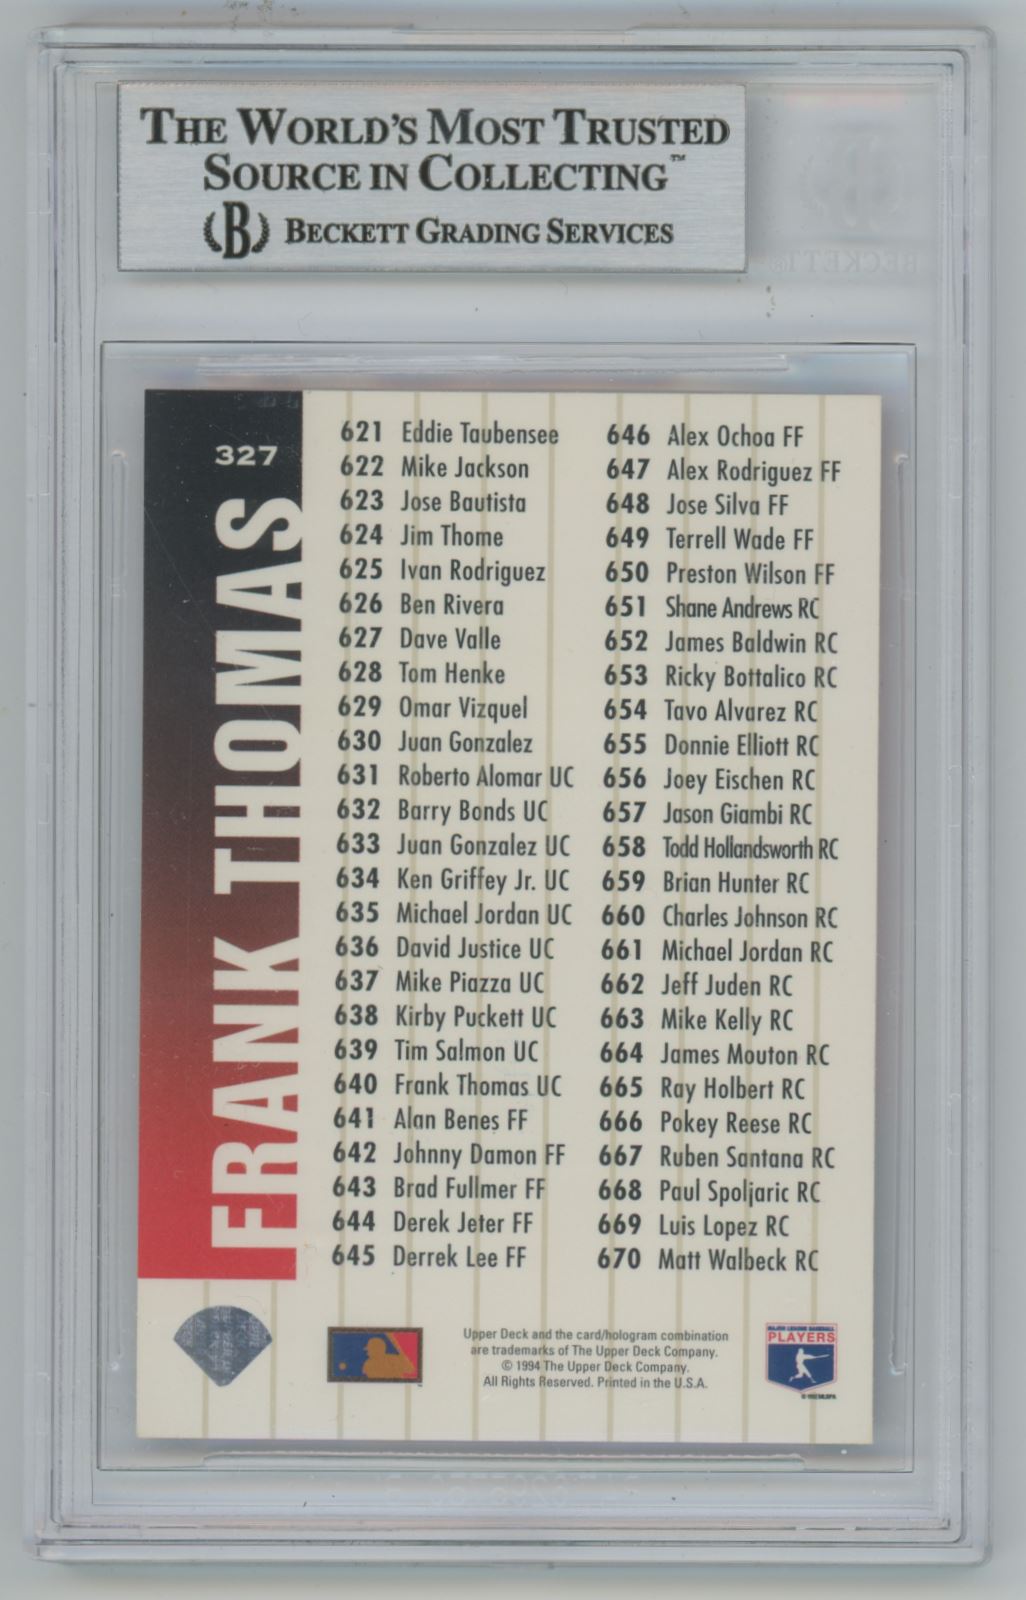 THE WORLD'S MOST TRUSTED
SOURCE IN COLLECTING™
B BECKETT GRADING SERVICES
BECKETT®
327
FRANK THOMAS
621 Eddie Taubensee
622 Mike Jackson
623 Jose Bautista
624 Jim Thome
625 Ivan Rodriguez
626 Ben Rivera
627 Dave Valle
628 Tom Henke
629 Omar Vizquel
630 Juan Gonzalez
631 Roberto Alomar UC
632 Barry Bonds UC
633 Juan Gonzalez UC
634 Ken Griffey Jr. UC
635 Michael Jordan UC
636 David Justice UC
637 Mike Piazza UC
638 Kirby Puckett UC
639 Tim Salmon UC
640 Frank Thomas UC
641 Alan Benes FF
642 Johnny Damon FF
643 Brad Fullmer FF
644 Derek Jeter FF
645 Derrek Lee FF
646 Alex Ochoa FF
647 Alex Rodriguez FF
648 Jose Silva FF
649 Terrell Wade FF
650 Preston Wilson FF
651 Shane Andrews RC
652 James Baldwin RC
653 Ricky Bottalico RC
654 Tavo Alvarez RC
655 Donnie Elliott RC
656 Joey Eischen RC
657 Jason Giambi RC
658 Todd Hollandsworth RC
659 Brian Hunter RC
660 Charles Johnson RC
661 Michael Jordan RC
662 Jeff Juden RC
663 Mike Kelly RC
664 James Mouton RC
665 Ray Holbert RC
666 Pokey Reese RC
667 Ruben Santana RC
668 Paul Spoljaric RC
669 Luis Lopez RC
670 Matt Walbeck RC
Upper Deck and the card/hologram combination
are trademarks of The Upper Deck Company.
© 1994 The Upper Deck Company.
All Rights Reserved. Printed in the U.S.A.
MAJOR LEAGUE BASEBALL
PLAYERS